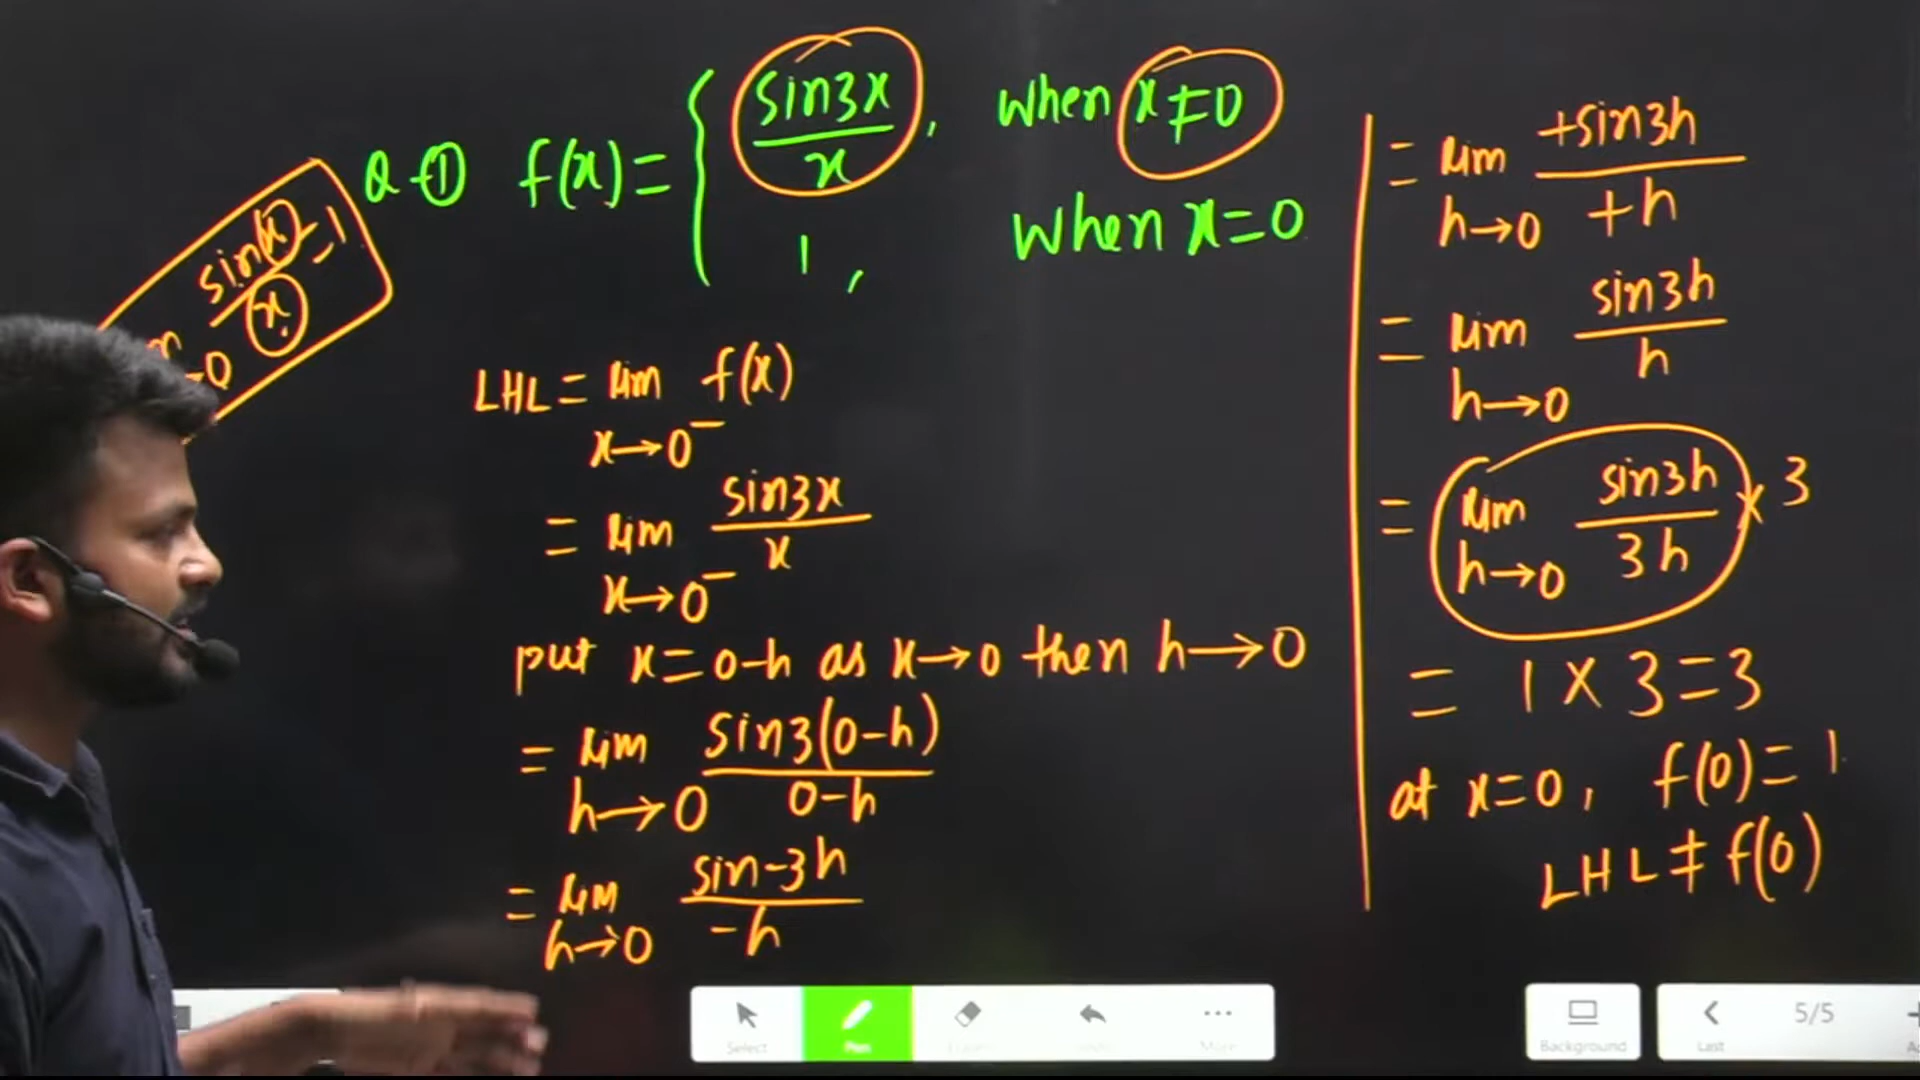 Q-① f(x) = { sin3x/x, when x≠0
1, when x=0
sin(x)/x = 1
→0
LHL = lim f(x)
x→0⁻
= lim sin3x/x
x→0⁻
put x=0-h as x→0 then h→0
= lim sin3(0-h)/0-h
h→0
= lim sin-3h/-h
h→0
= lim +sin3h/+h
h→0
= lim sin3h/h
h→0
= lim sin3h/3h × 3
h→0
= 1 × 3 = 3
at x=0, f(0) = 1
LHL ≠ f(0)
Select
Pen
More
Background
Last
5/5